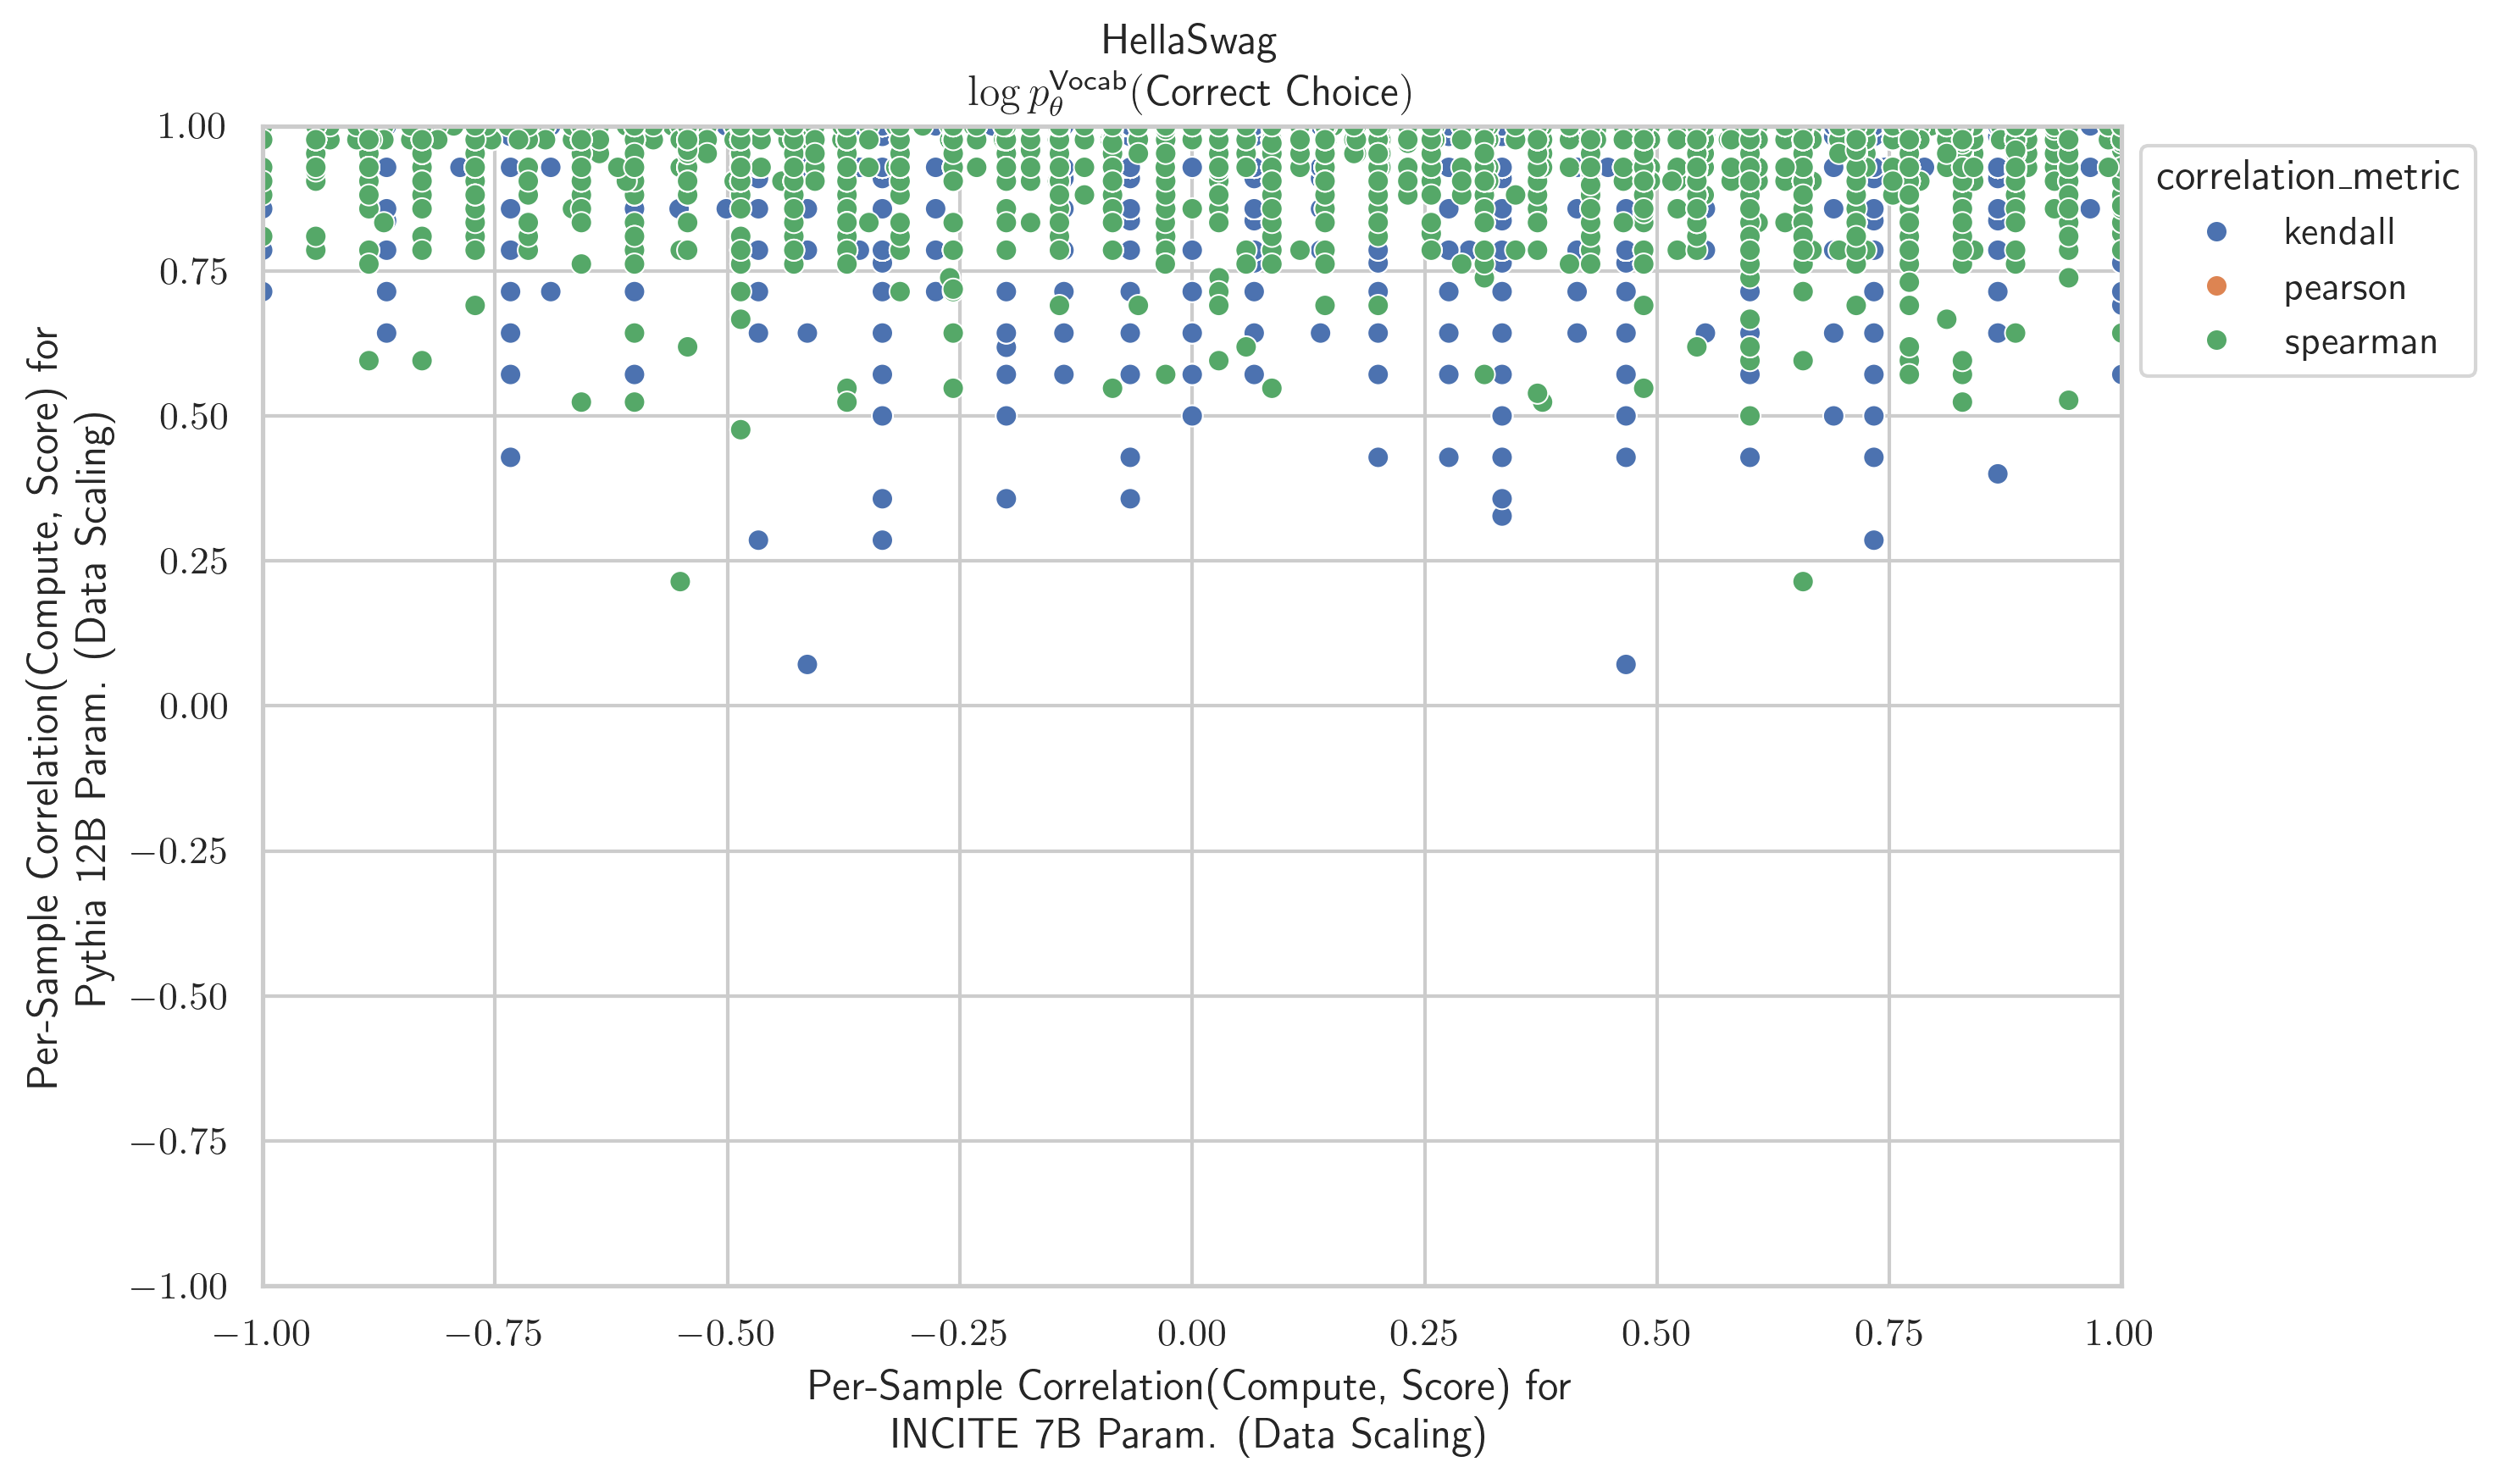 HellaSwag
log p_θ^Vocab(Correct Choice)
1.00
0.75
0.50
0.25
0.00
−0.25
−0.50
−0.75
−1.00
Per-Sample Correlation(Compute, Score) for
Pythia 12B Param. (Data Scaling)
−1.00
−0.75
−0.50
−0.25
0.00
0.25
0.50
0.75
1.00
Per-Sample Correlation(Compute, Score) for
INCITE 7B Param. (Data Scaling)
correlation_metric
kendall
pearson
spearman